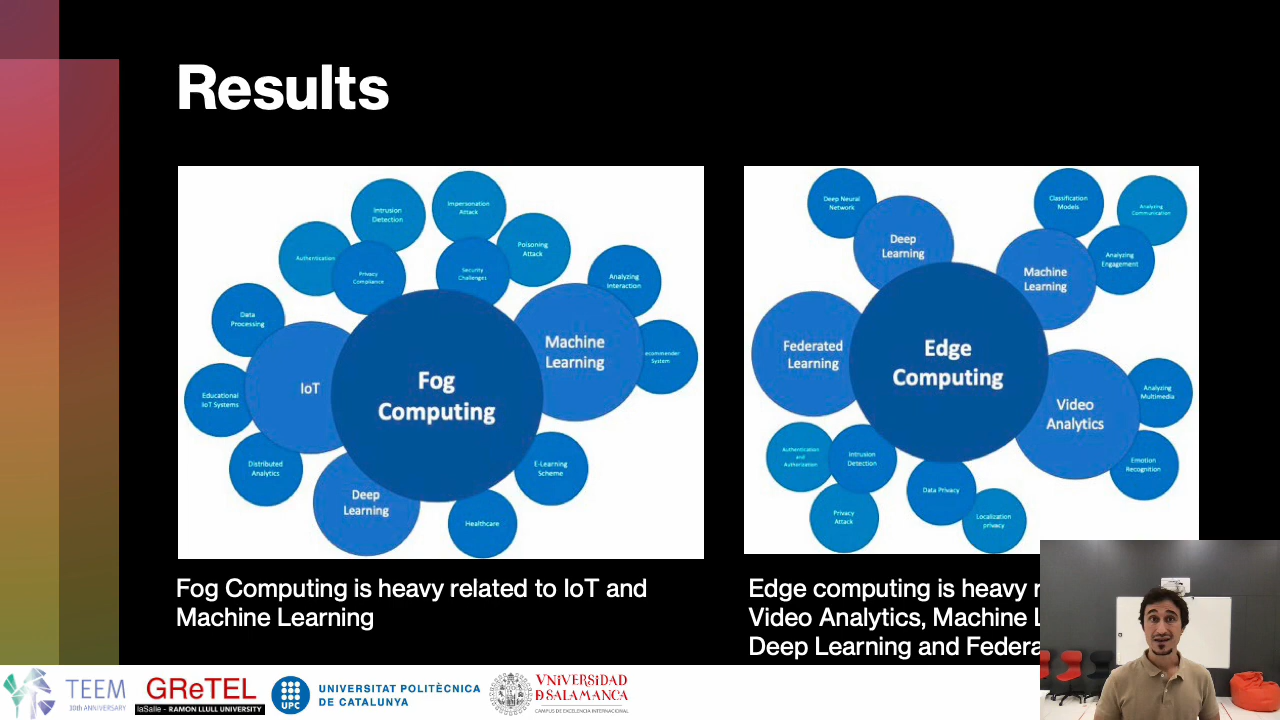 Results
Intrusion
Detection
Impersonation
Attack
Authentication
Privacy
Compliance
Security
Challenges
Poisoning
Attack
Analyzing
Interaction
Data
Processing
Machine
Learning
ecommender
System
IoT
Fog
Computing
Educational
IoT Systems
Distributed
Analytics
Deep
Learning
E-Learning
Scheme
Healthcare
Deep Neural
Network
Deep
Learning
Classification
Models
Analyzing
Communication
Machine
Learning
Analyzing
Engagement
Federated
Learning
Edge
Computing
Video
Analytics
Analyzing
Multimedia
Emotion
Recognition
Authentication
and
Authorization
Intrusion
Detection
Data Privacy
Privacy
Attack
Localization
privacy
Fog Computing is heavy related to IoT and
Machine Learning
Edge computing is heavy
Video Analytics, Machine
Deep Learning and Federa
TEEM
10th ANNIVERSARY
GReTEL
laSalle - RAMON LLULL UNIVERSITY
UPC
UNIVERSITAT POLITÈCNICA
DE CATALUNYA
VNiVERSiDAD
D SALAMANCA
CAMPUS DE EXCELENCIA INTERNACIONAL